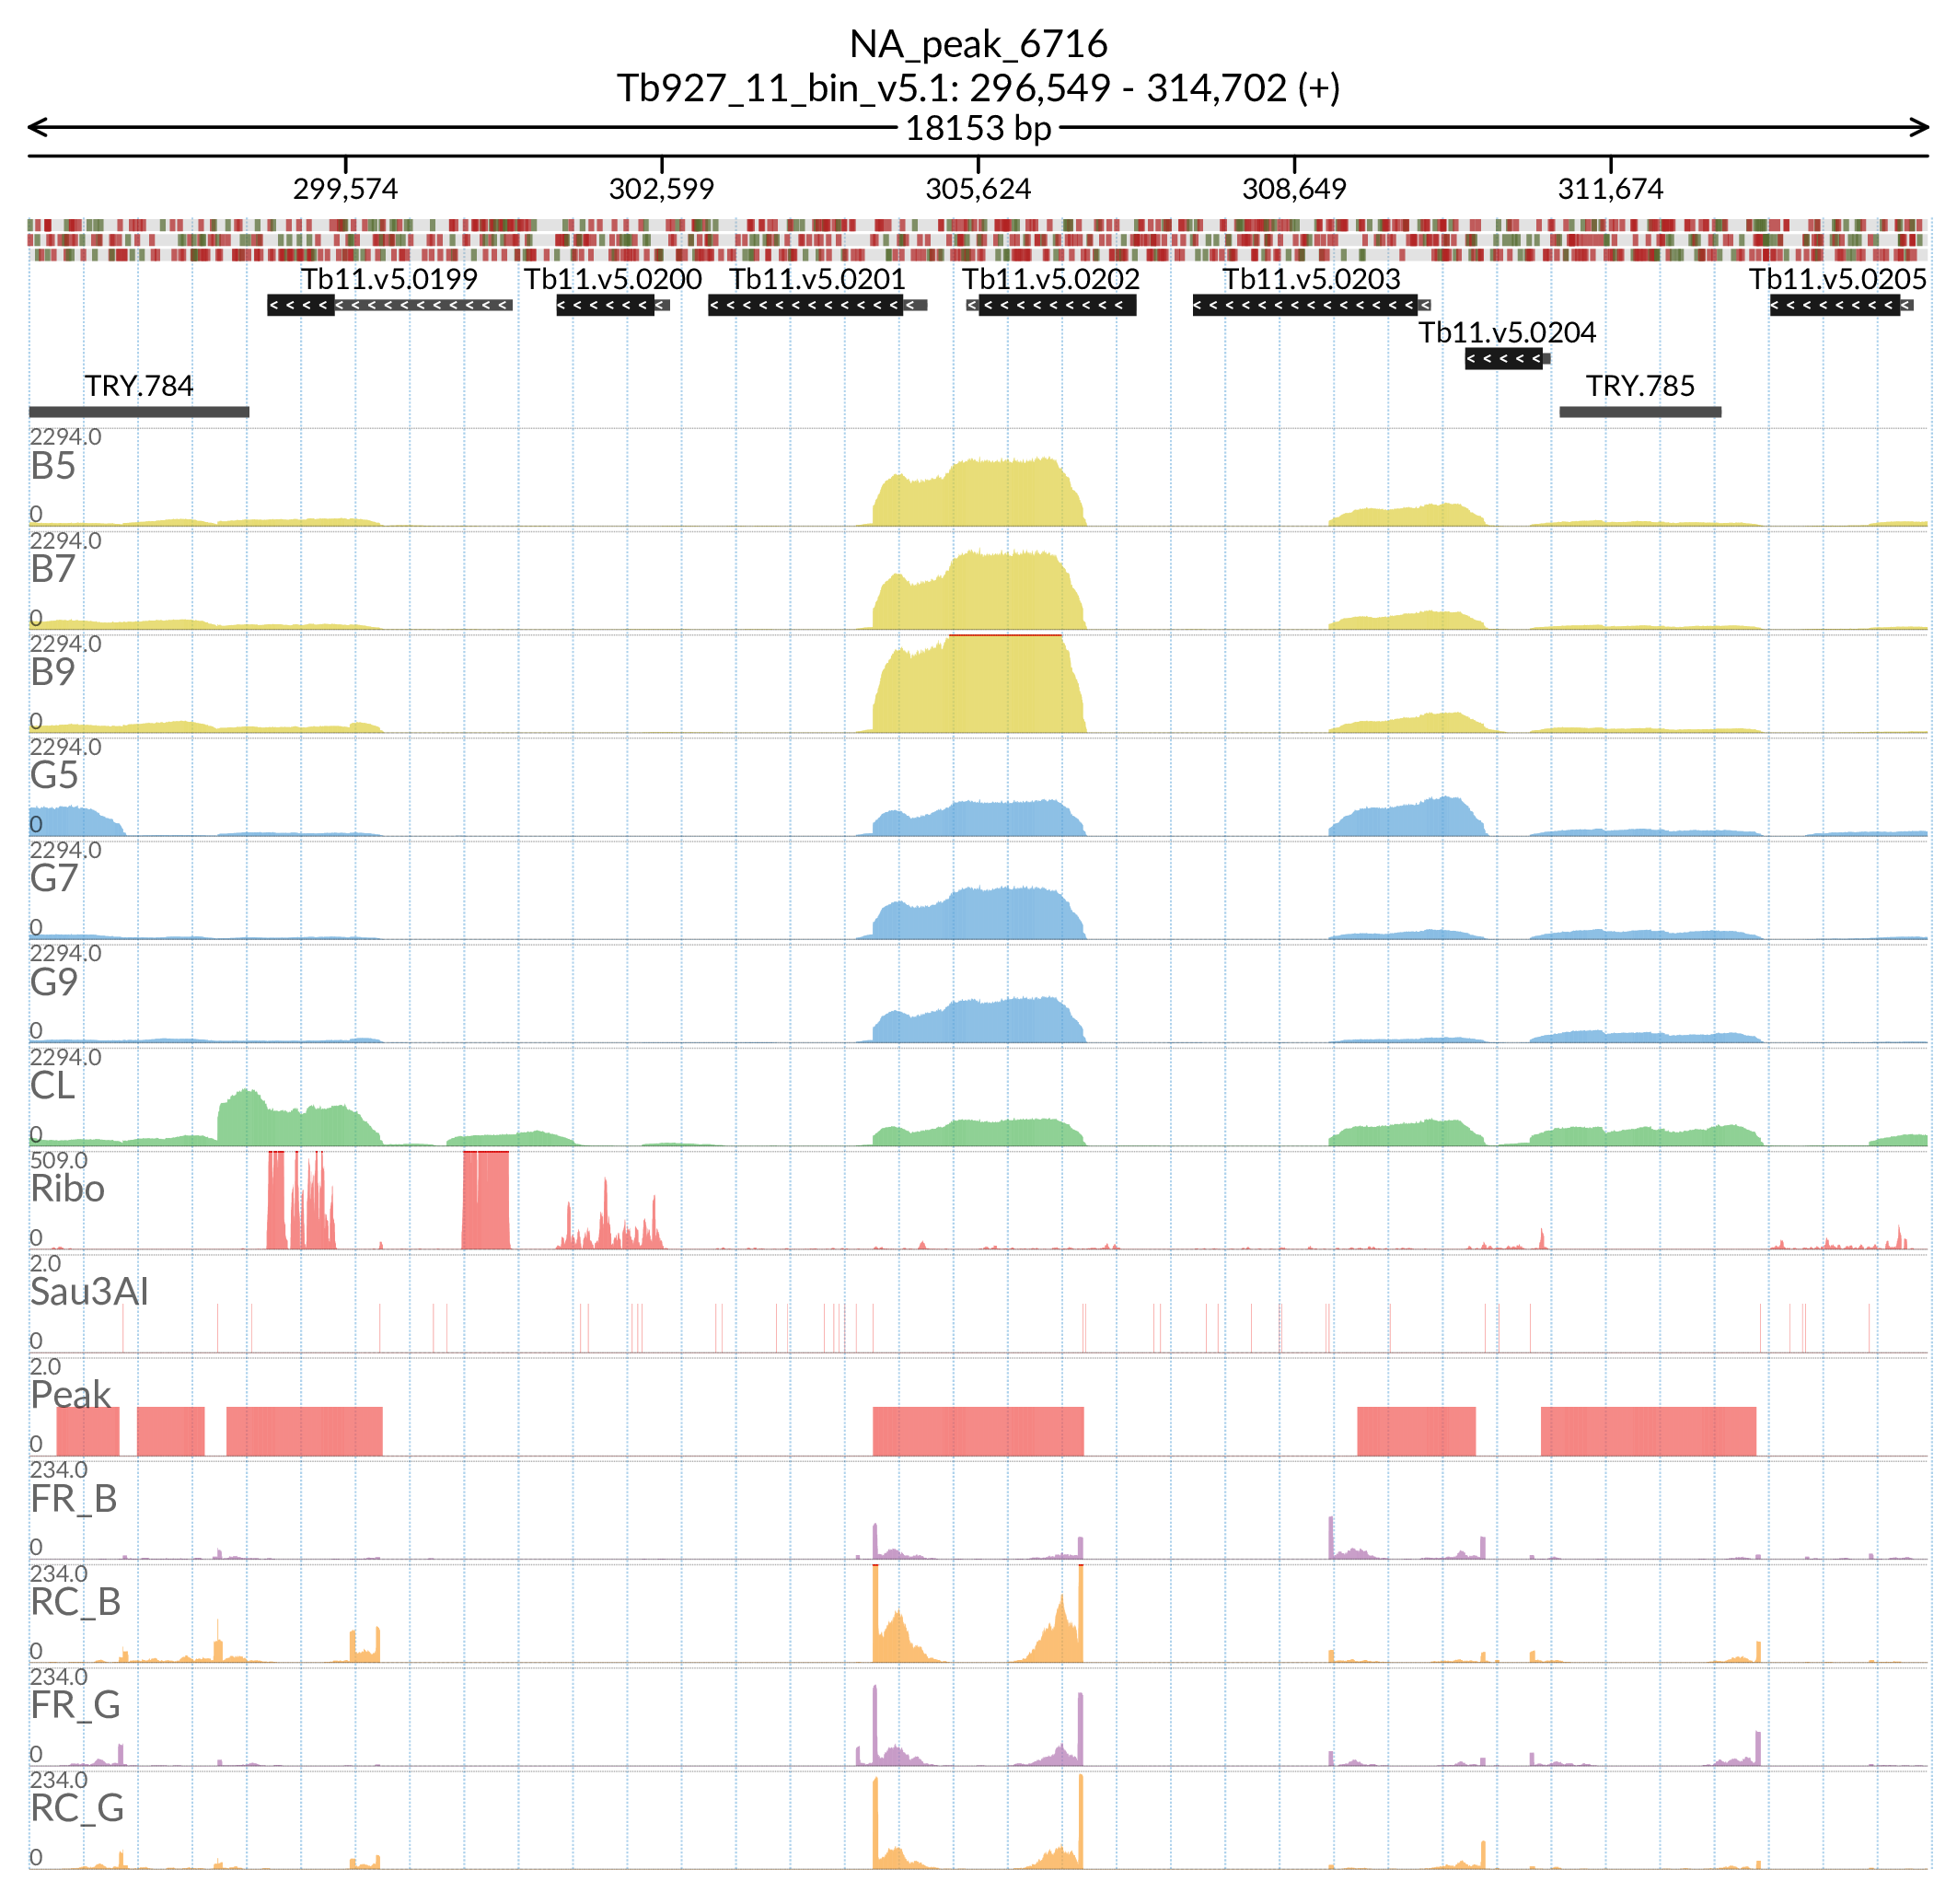 NA_peak_6716
Tb927_11_bin_v5.1: 296,549 - 314,702 (+)
18153 bp
299,574 302,599 305,624 308,649 311,674
Tb11.v5.0199 Tb11.v5.0200 Tb11.v5.0201 Tb11.v5.0202 Tb11.v5.0203 Tb11.v5.0205
Tb11.v5.0204
TRY.784 TRY.785
2294.0
B5
0
2294.0
B7
0
2294.0
B9
0
2294.0
G5
0
2294.0
G7
0
2294.0
G9
0
2294.0
CL
0
509.0
Ribo
0
2.0
Sau3AI
0
2.0
Peak
0
234.0
FR_B
0
234.0
RC_B
0
234.0
FR_G
0
234.0
RC_G
0